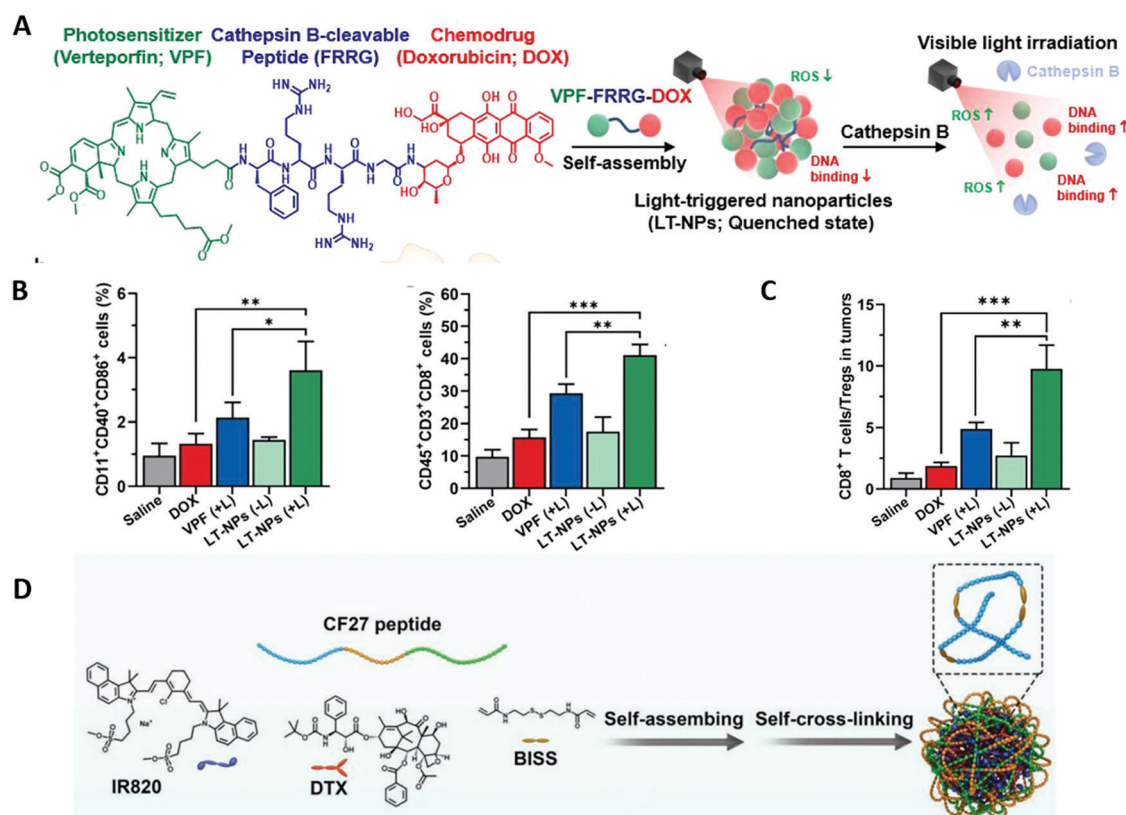 A
Photosensitizer Cathepsin B-cleavable Chemodrug
(Verteporfin; VPF) Peptide (FRRG) (Doxorubicin; DOX)
VPF-FRRG-DOX
Self-assembly
ROS ↓
DNA
binding ↓
Light-triggered nanoparticles
(LT-NPs; Quenched state)
Cathepsin B
Visible light irradiation
Cathepsin B
ROS ↑
DNA
binding ↑
ROS ↑
DNA
binding ↑
B
CD11⁺CD40⁺CD86⁺ cells (%)
6
4
2
0
**
*
Saline
DOX
VPF (+L)
LT-NPs (-L)
LT-NPs (+L)
CD45⁺CD3⁺CD8⁺ cells (%)
60
50
40
30
20
10
0
***
**
Saline
DOX
VPF (+L)
LT-NPs (-L)
LT-NPs (+L)
C
CD8⁺ T cells/Tregs in tumors
15
10
5
0
***
**
Saline
DOX
VPF (+L)
LT-NPs (-L)
LT-NPs (+L)
D
CF27 peptide
IR820
DTX
BISS
Self-assembing
Self-cross-linking